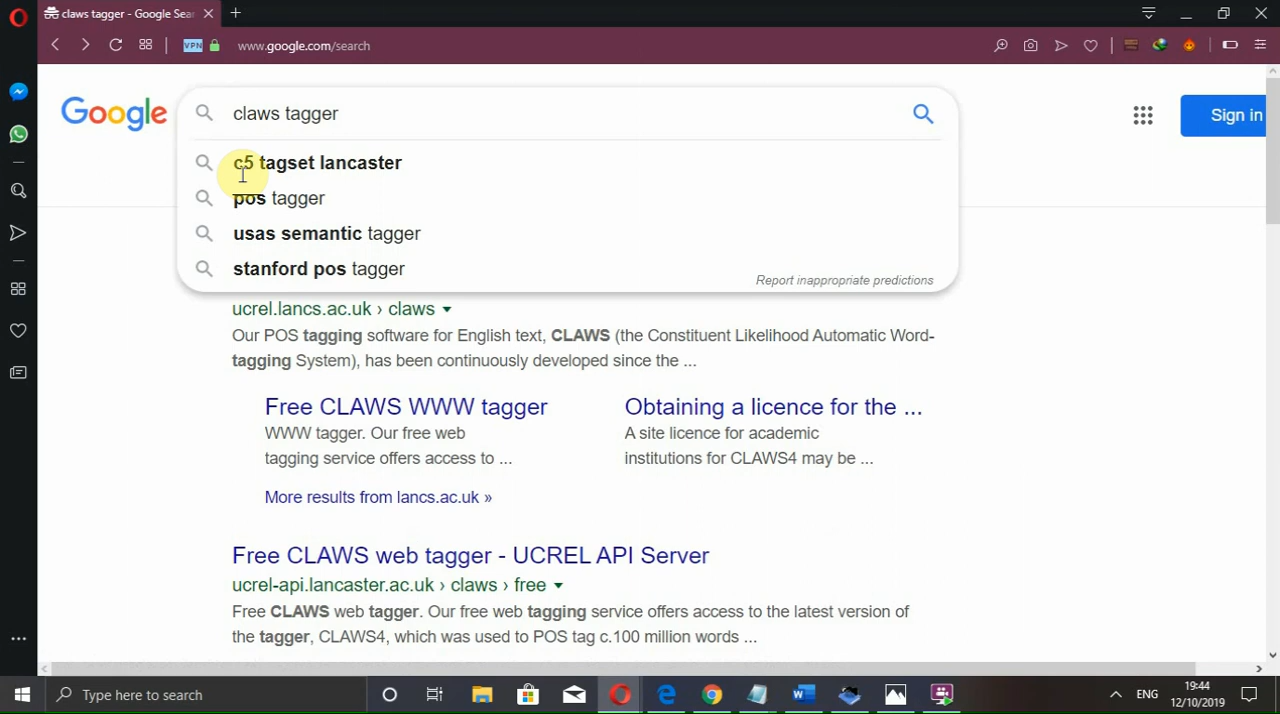 claws tagger - Google Sear
VPN
www.google.com/search
Google
claws tagger
Sign in
c5 tagset lancaster
pos tagger
usas semantic tagger
stanford pos tagger
Report inappropriate predictions
ucrel.lancs.ac.uk › claws
Our POS tagging software for English text, CLAWS (the Constituent Likelihood Automatic Word-
tagging System), has been continuously developed since the ...
Free CLAWS WWW tagger
WWW tagger. Our free web
tagging service offers access to ...
Obtaining a licence for the ...
A site licence for academic
institutions for CLAWS4 may be ...
More results from lancs.ac.uk »
Free CLAWS web tagger - UCREL API Server
ucrel-api.lancaster.ac.uk › claws › free
Free CLAWS web tagger. Our free web tagging service offers access to the latest version of
the tagger, CLAWS4, which was used to POS tag c.100 million words ...
Type here to search
ENG
19:44
12/10/2019